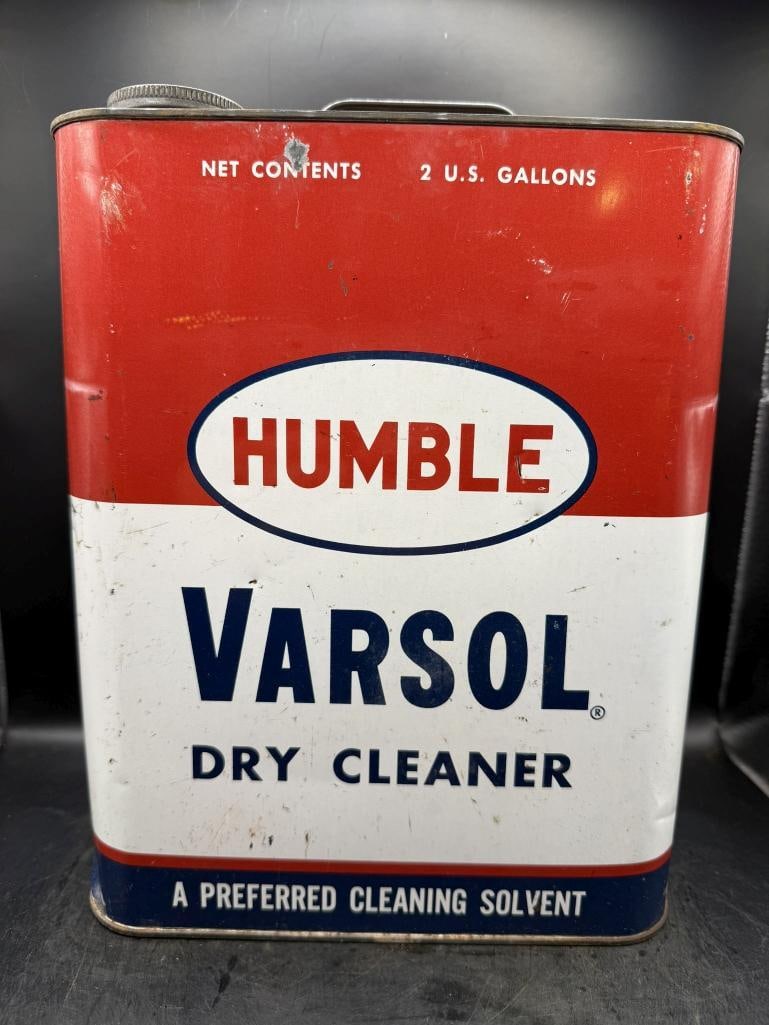 NET CONTENTS 2 U.S. GALLONS
HUMBLE
VARSOL®
DRY CLEANER
A PREFERRED CLEANING SOLVENT